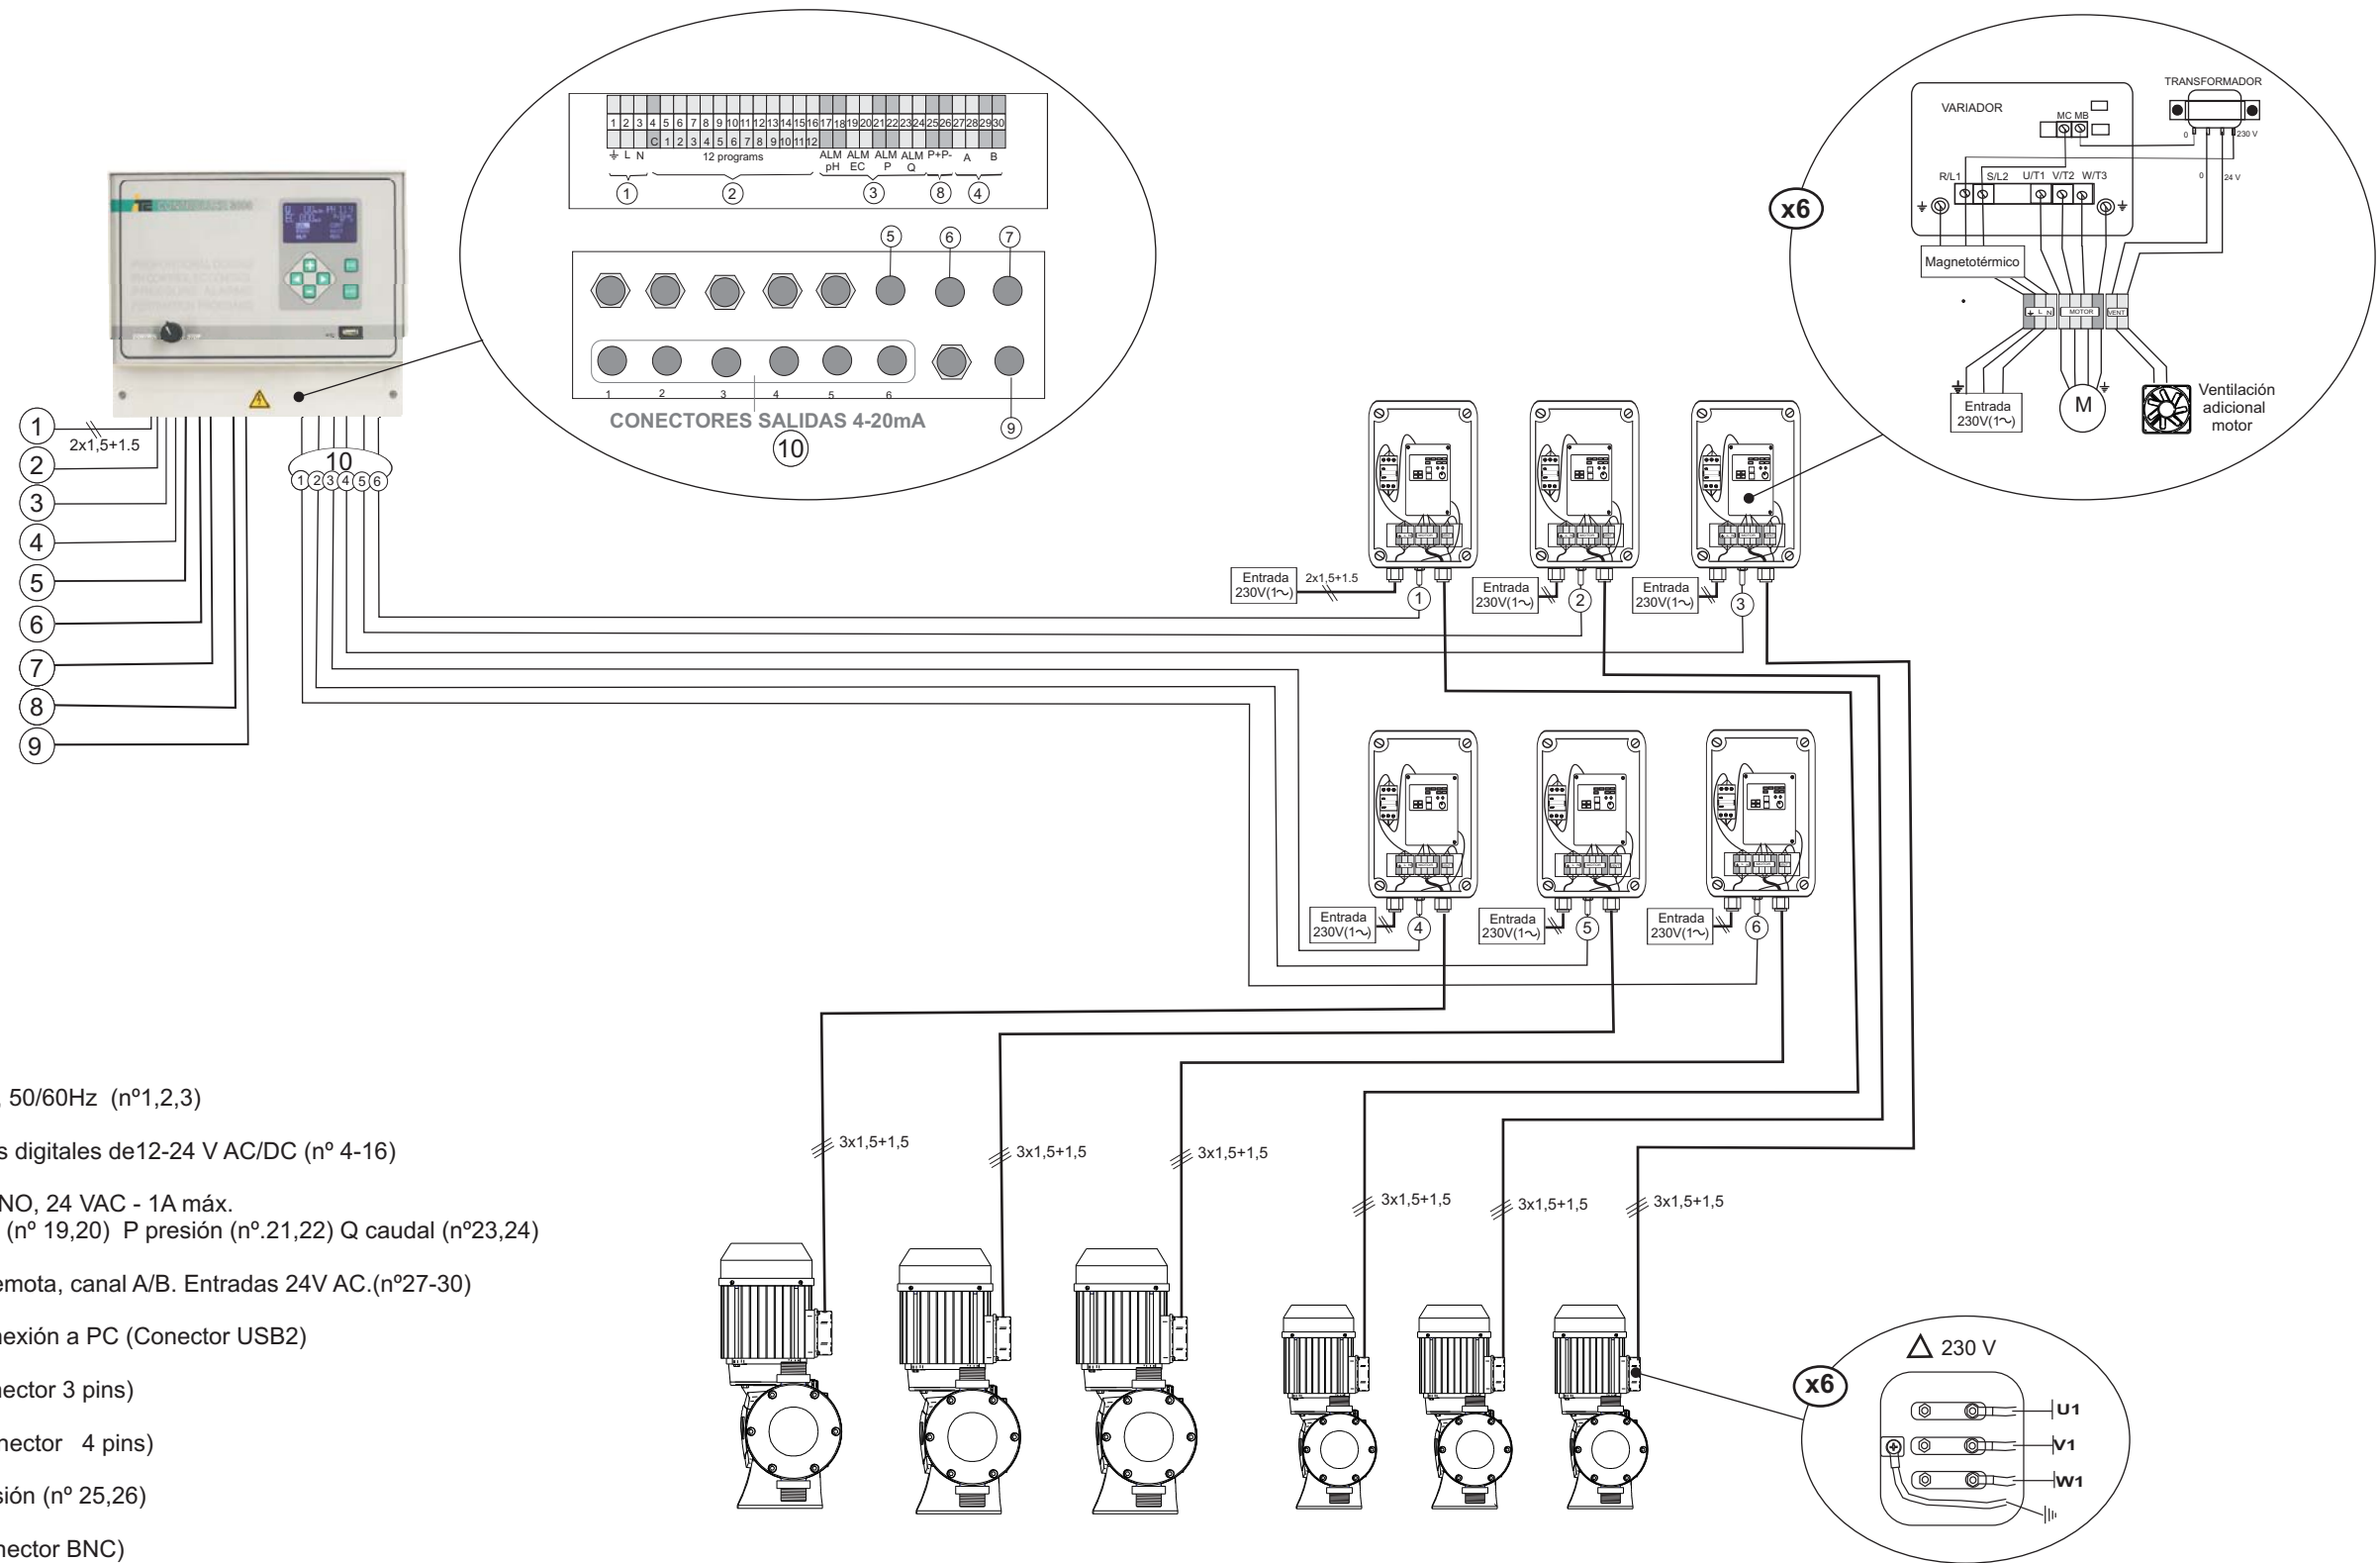 1 2 3 4 5 6 7 8 9 10 11 12 13 14 15 16 17 18 19 20 21 22 23 24 25 26 27 28 29 30
C 1 2 3 4 5 6 7 8 9 10 11 12
L N 12 programs ALM pH ALM EC ALM P ALM Q P+ P- A B
1 2 3 8 4
5 6 7
1 2 3 4 5 6
CONECTORES SALIDAS 4-20mA
10
9
x6
VARIADOR
TRANSFORMADOR
MC MB
0 230 V
0 24 V
R/L1 S/L2 U/T1 V/T2 W/T3
Magnetotérmico
L N MOTOR VENT
Entrada
230V(1~)
M
Ventilación
adicional
motor
1
2x1,5+1.5
2
3
4
5
6
7
8
9
10
1 2 3 4 5 6
Entrada
230V(1~)
2x1,5+1.5
1
Entrada
230V(1~)
2
Entrada
230V(1~)
3
Entrada
230V(1~)
4
Entrada
230V(1~)
5
Entrada
230V(1~)
6
, 50/60Hz (nº1,2,3)
s digitales de12-24 V AC/DC (nº 4-16)
NO, 24 VAC - 1A máx.
(nº 19,20) P presión (nº.21,22) Q caudal (nº23,24)
emota, canal A/B. Entradas 24V AC.(nº27-30)
nexión a PC (Conector USB2)
nector 3 pins)
nector 4 pins)
sión (nº 25,26)
nector BNC)
3x1,5+1,5
3x1,5+1,5
3x1,5+1,5
3x1,5+1,5
3x1,5+1,5
3x1,5+1,5
x6
△ 230 V
U1
V1
W1